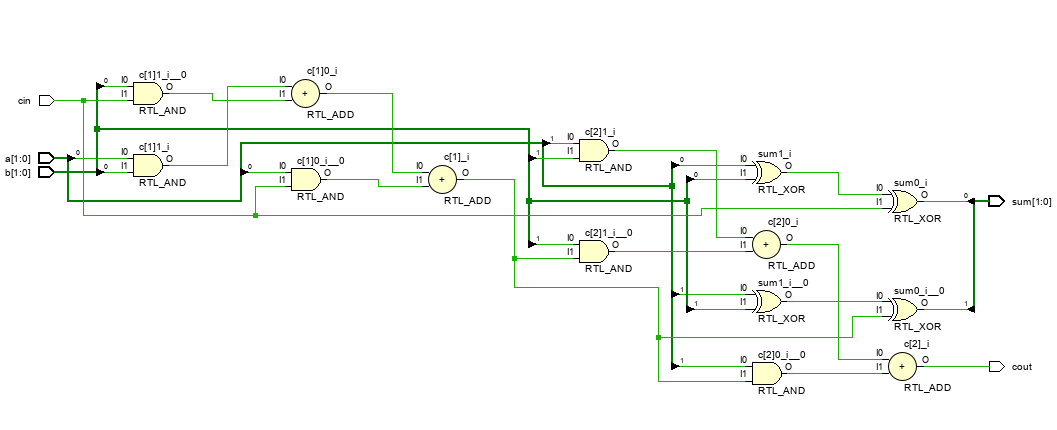 c[1]0_i
c[1]1_i__0
0 I0 O I0 O
cin I1 I1
RTL_AND RTL_ADD
c[2]1_i
c[1]1_i 1 I0 O
0 I0 O c[1]_i 1 I1 sum1_i
a[1:0] I1 c[1]0_i__0 I0 O RTL_AND 0 I0 O
b[1:0] 0 RTL_AND 0 I0 O I1 0 I1 sum0_i
I1 RTL_ADD RTL_XOR I0 O 0
RTL_AND I1 sum[1:0]
c[2]0_i RTL_XOR
c[2]1_i__0 I0 O
1 I0 O I1
I1 RTL_ADD
RTL_AND
sum1_i__0 sum0_i__0
1 I0 O I0 O
1 I1 I1 1
RTL_XOR RTL_XOR
c[2]_i
c[2]0_i__0 I0 O
1 I0 O I1 cout
I1 RTL_ADD
RTL_AND